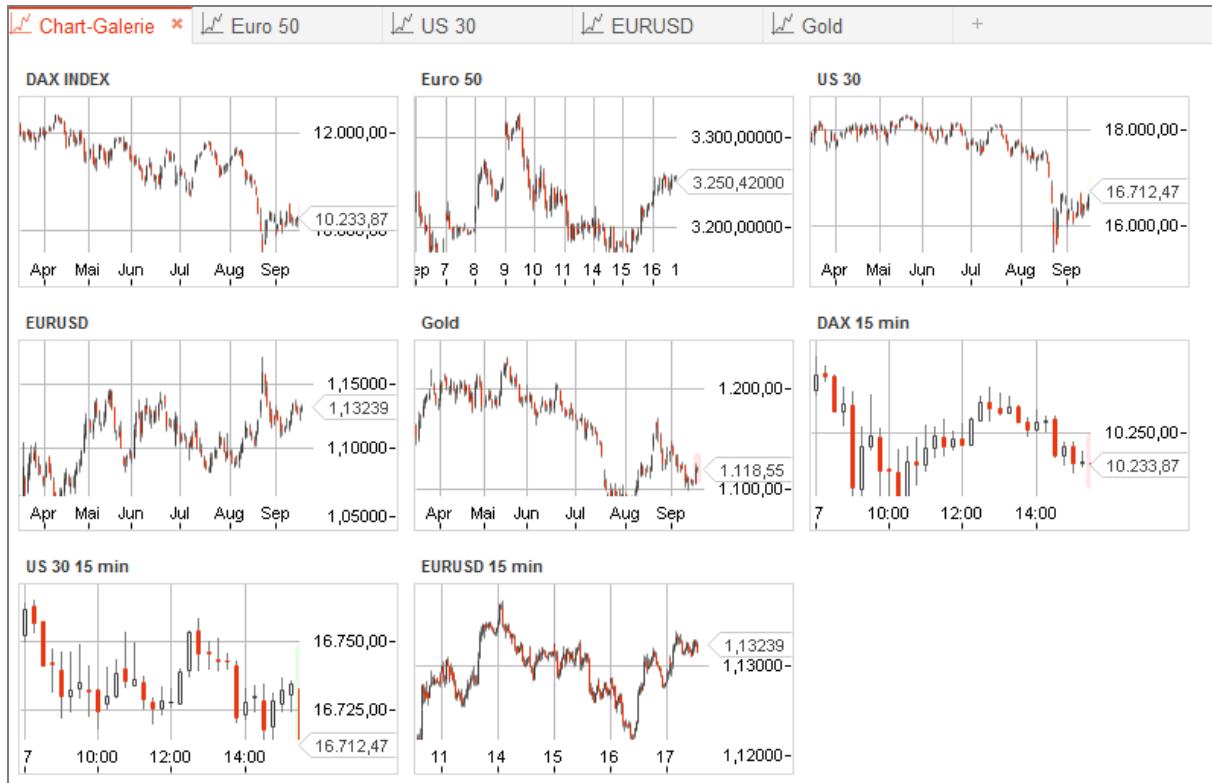 Chart-Galerie Euro 50 US 30 EURUSD Gold +
DAX INDEX
12.000,00
10.233,87
Apr Mai Jun Jul Aug Sep
Euro 50
3.300,00000
3.250,42000
3.200,00000
7 8 9 10 11 14 15 16 1
US 30
18.000,00
16.712,47
16.000,00
Apr Mai Jun Jul Aug Sep
EURUSD
1,15000
1,13239
1,10000
1,05000
Apr Mai Jun Jul Aug Sep
Gold
1.200,00
1.118,55
1.100,00
Apr Mai Jun Jul Aug Sep
DAX 15 min
10.250,00
10.233,87
7 10:00 12:00 14:00
US 30 15 min
16.750,00
16.725,00
16.712,47
7 10:00 12:00 14:00
EURUSD 15 min
1,13239
1,13000
1,12000
11 14 15 16 17